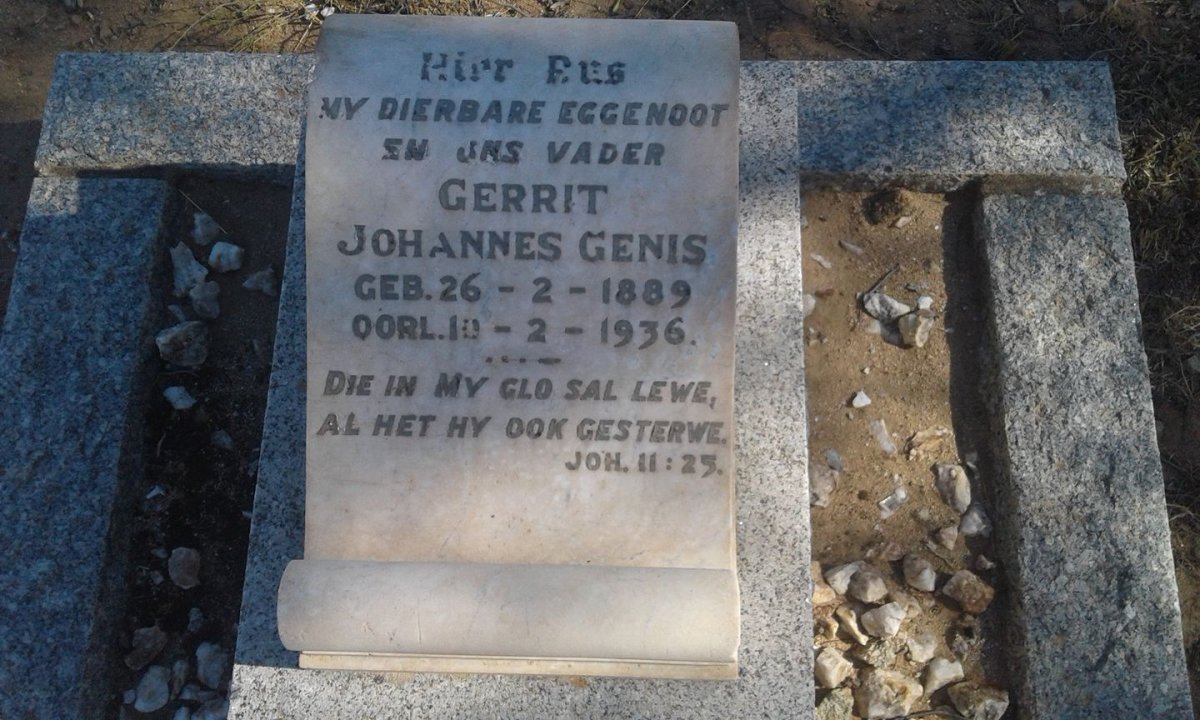 Hier Rus
MY DIERBARE EGGENOOT
EN ONS VADER
GERRIT
JOHANNES GENIS
GEB. 26 - 2 - 1889
OORL. 10 - 2 - 1936.
DIE IN MY GLO SAL LEWE,
AL HET HY OOK GESTERWE.
JOH. 11:25.